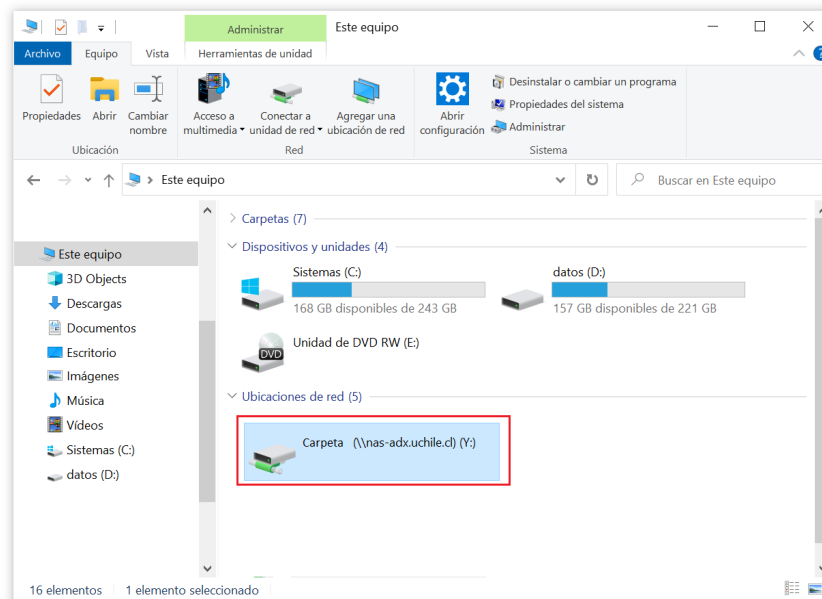 Administrar
Este equipo
Archivo
Equipo
Vista
Herramientas de unidad
Propiedades
Abrir
Cambiar
nombre
Acceso a
multimedia
Conectar a
unidad de red
Agregar una
ubicación de red
Abrir
configuración
Desinstalar o cambiar un programa
Propiedades del sistema
Administrar
Ubicación
Red
Sistema
Este equipo
Buscar en Este equipo
Este equipo
3D Objects
Descargas
Documentos
Escritorio
Imágenes
Música
Vídeos
Sistemas (C:)
datos (D:)
Carpetas (7)
Dispositivos y unidades (4)
Sistemas (C:)
168 GB disponibles de 243 GB
datos (D:)
157 GB disponibles de 221 GB
DVD
Unidad de DVD RW (E:)
Ubicaciones de red (5)
Carpeta (\\nas-adx.uchile.cl) (Y:)
16 elementos
1 elemento seleccionado